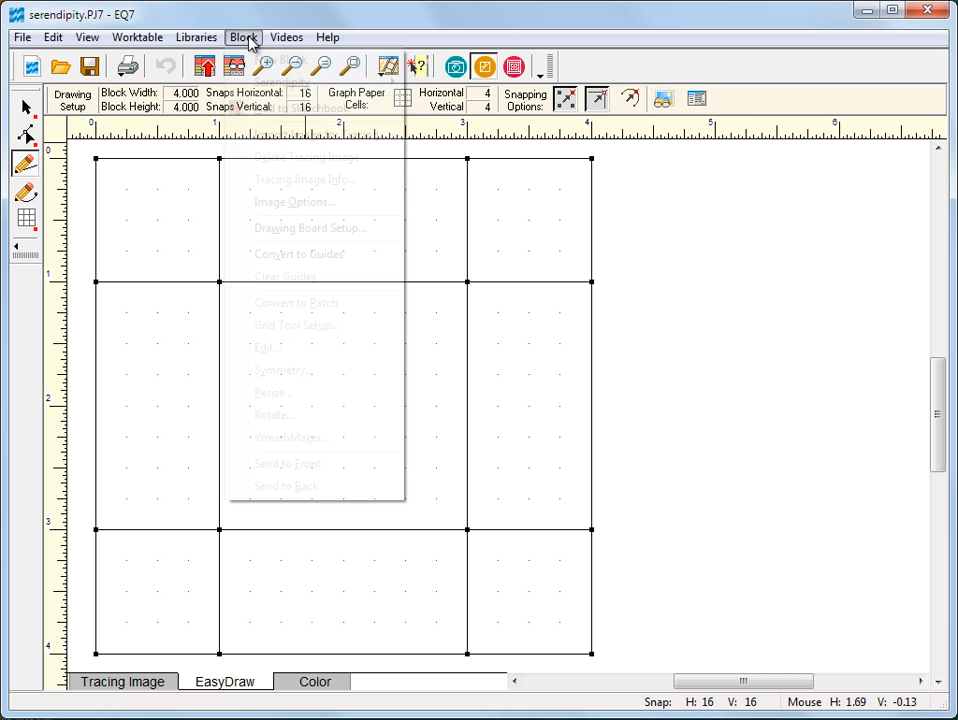 serendipity.PJ7 - EQ7
File Edit View Worktable Libraries Block Videos Help
Drawing Setup
Block Width: 4.000 Snaps Horizontal: 16
Block Height: 4.000 Snaps Vertical: 16
Graph Paper Cells:
Horizontal 4
Vertical 4
Snapping Options:
0 1 2 3 4 5 6
0
1
2
3
4
Serendipity
Delete Tracing Image
Tracing Image Info...
Image Options...
Drawing Board Setup...
Convert to Guides
Clear Guides
Convert to Patch
Grid Tool Setup...
Edit...
Symmetry...
Resize...
Rotate...
WreathMaker...
Send to Front
Send to Back
Tracing Image EasyDraw Color
Snap: H: 16 V: 16 Mouse H: 1.69 V: -0.13